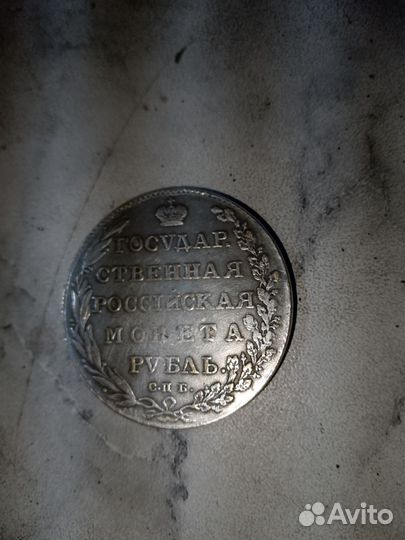 ГОСУДАР
СТВЕННАЯ
РОССІЙСКАЯ
МОНЕТА
РУБЛЬ.
С.П.Б.
Avito